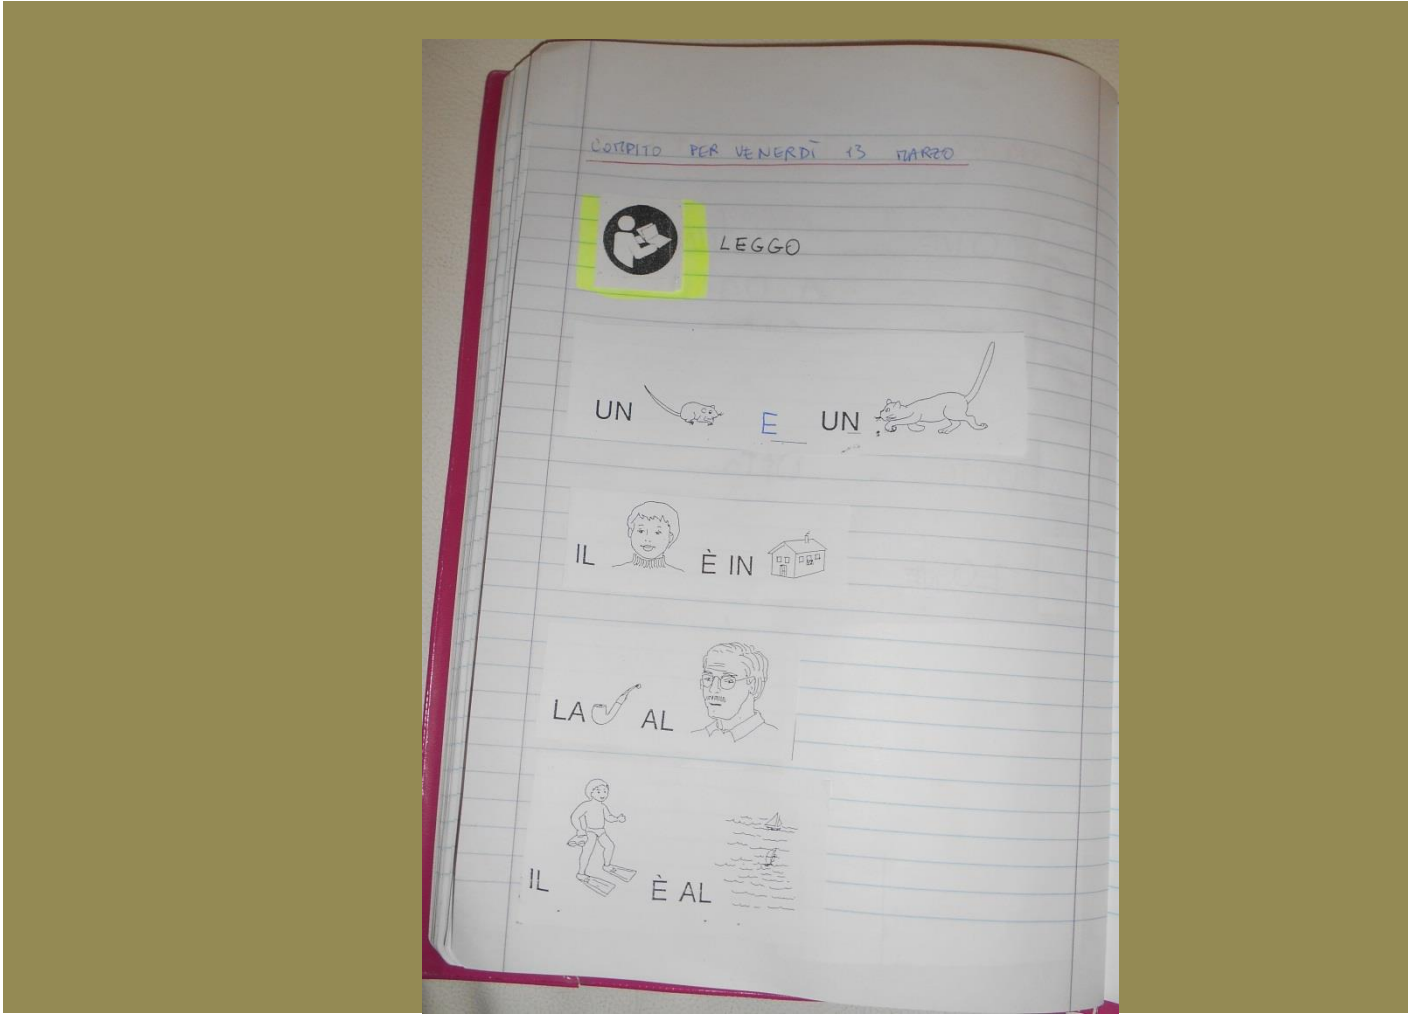 COMPITO PER VENERDÌ 13 MARZO
LEGGO
UN E UN
IL È IN
LA AL
IL È AL